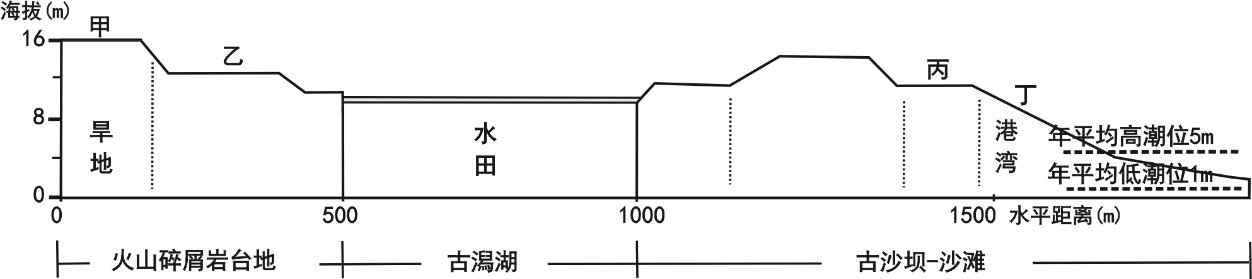 海拔(m)
16
甲
乙
丙
丁
8
旱地
水田
港湾
年平均高潮位5m
年平均低潮位1m
0
0
500
1000
1500
水平距离(m)
火山碎屑岩台地
古潟湖
古沙坝-沙滩